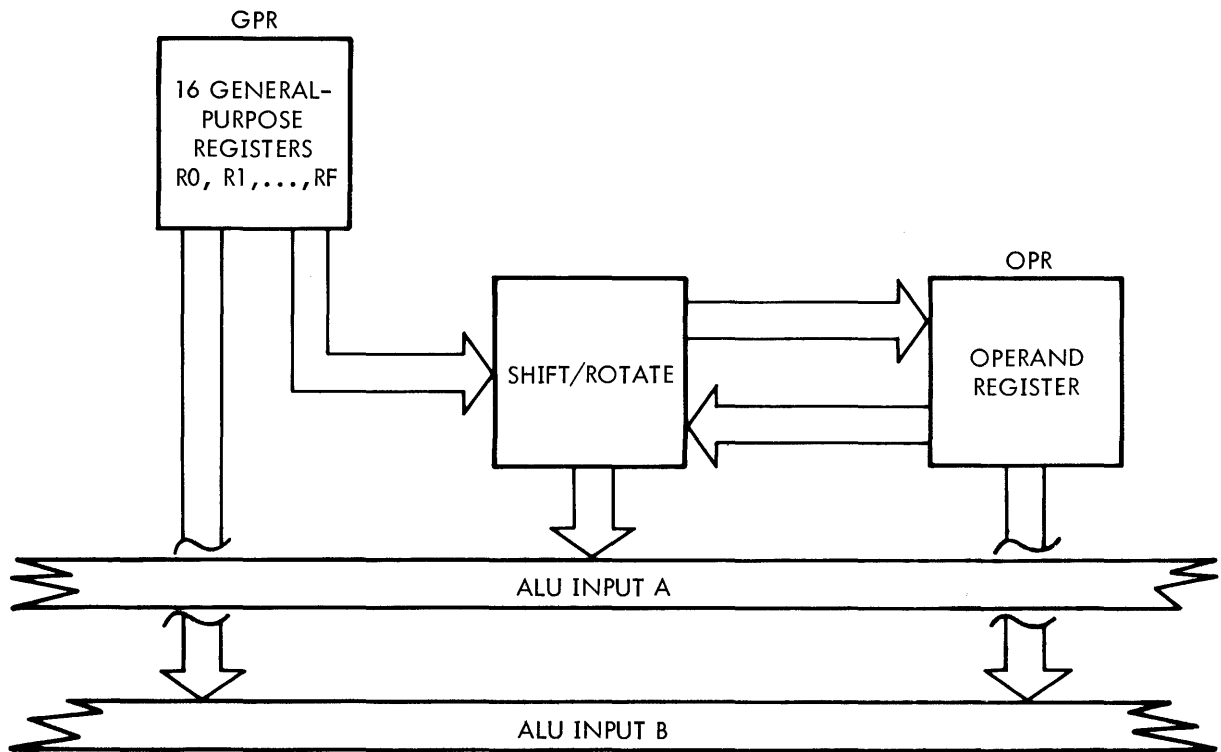 GPR
16 GENERAL-
PURPOSE
REGISTERS
R0, R1,...,RF
SHIFT/ROTATE
OPR
OPERAND
REGISTER
ALU INPUT A
ALU INPUT B